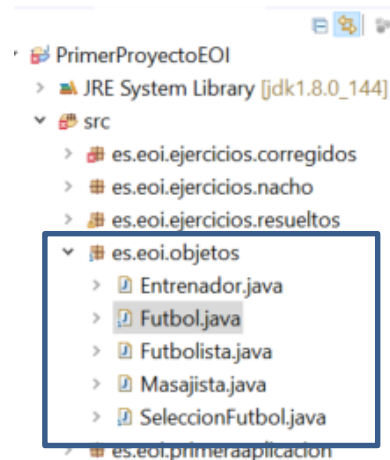 PrimerProyectoEOI
JRE System Library [jdk1.8.0_144]
src
es.eoi.ejercicios.corregidos
es.eoi.ejercicios.nacho
es.eoi.ejercicios.resueltos
es.eoi.objetos
Entrenador.java
Futbol.java
Futbolista.java
Masajista.java
SeleccionFutbol.java
es.eoi.primeraaplicacion